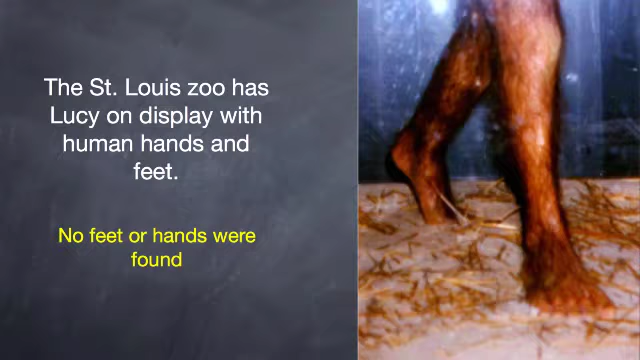 The St. Louis zoo has
Lucy on display with
human hands and
feet.
No feet or hands were
found